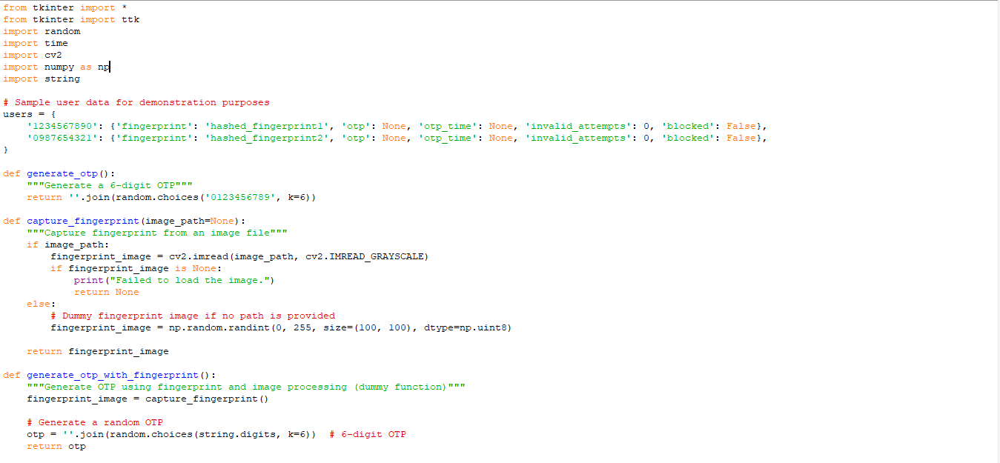 from tkinter import *
from tkinter import ttk
import random
import time
import cv2
import numpy as np
import string

# Sample user data for demonstration purposes
users = {
    '1234567890': {'fingerprint': 'hashed_fingerprint1', 'otp': None, 'otp_time': None, 'invalid_attempts': 0, 'blocked': False},
    '0987654321': {'fingerprint': 'hashed_fingerprint2', 'otp': None, 'otp_time': None, 'invalid_attempts': 0, 'blocked': False},
}

def generate_otp():
    """Generate a 6-digit OTP"""
    return ''.join(random.choices('0123456789', k=6))

def capture_fingerprint(image_path=None):
    """Capture fingerprint from an image file"""
    if image_path:
        fingerprint_image = cv2.imread(image_path, cv2.IMREAD_GRAYSCALE)
        if fingerprint_image is None:
            print("Failed to load the image.")
            return None
    else:
        # Dummy fingerprint image if no path is provided
        fingerprint_image = np.random.randint(0, 255, size=(100, 100), dtype=np.uint8)

    return fingerprint_image

def generate_otp_with_fingerprint():
    """Generate OTP using fingerprint and image processing (dummy function)"""
    fingerprint_image = capture_fingerprint()

    # Generate a random OTP
    otp = ''.join(random.choices(string.digits, k=6))  # 6-digit OTP
    return otp